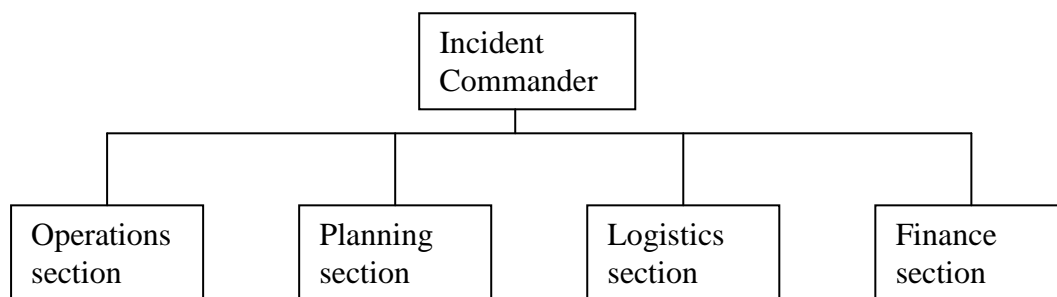 Incident
Commander
Operations
section
Planning
section
Logistics
section
Finance
section